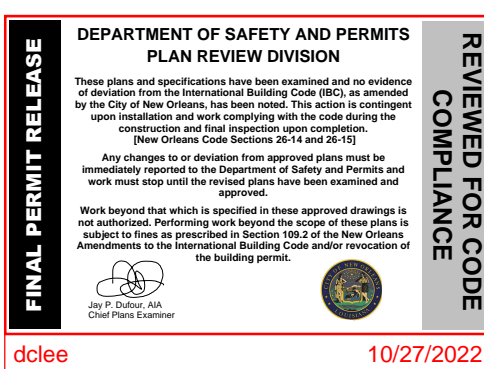 FINAL PERMIT RELEASE
DEPARTMENT OF SAFETY AND PERMITS
PLAN REVIEW DIVISION
These plans and specifications have been examined and no evidence
of deviation from the International Building Code (IBC), as amended
by the City of New Orleans, has been noted. This action is contingent
upon installation and work complying with the code during the
construction and final inspection upon completion.
[New Orleans Code Sections 26-14 and 26-15]
Any changes to or deviation from approved plans must be
immediately reported to the Department of Safety and Permits and
work must stop until the revised plans have been examined and
approved.
Work beyond that which is specified in these approved drawings is
not authorized. Performing work beyond the scope of these plans is
subject to fines as prescribed in Section 109.2 of the New Orleans
Amendments to the International Building Code and/or revocation of
the building permit.
Jay P. Dufour, AIA
Chief Plans Examiner
CITY OF NEW ORLEANS
LOUISIANA
REVIEWED FOR CODE
COMPLIANCE
dclee
10/27/2022